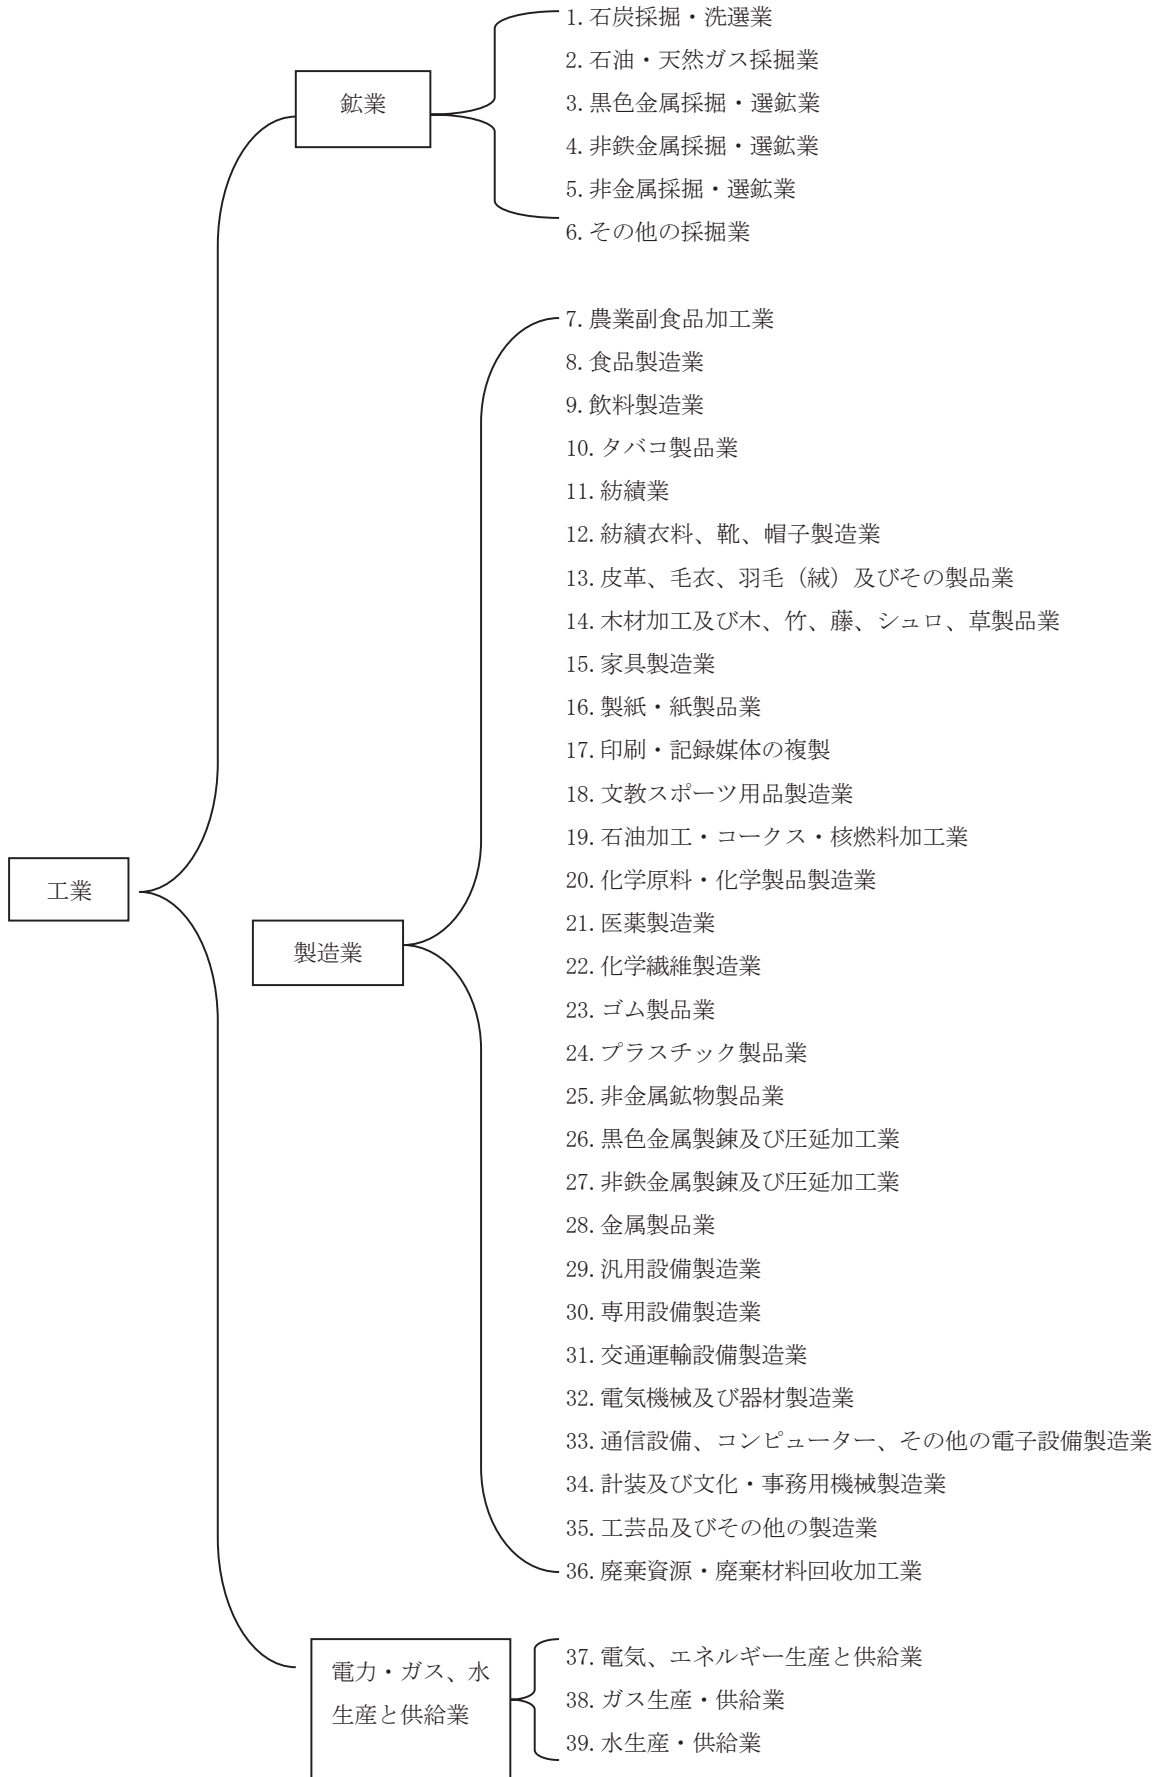 工業
鉱業
1. 石炭採掘・洗選業
2. 石油・天然ガス採掘業
3. 黒色金属採掘・選鉱業
4. 非鉄金属採掘・選鉱業
5. 非金属採掘・選鉱業
6. その他の採掘業
製造業
7. 農業副食品加工業
8. 食品製造業
9. 飲料製造業
10. タバコ製品業
11. 紡績業
12. 紡績衣料、靴、帽子製造業
13. 皮革、毛衣、羽毛（絨）及びその製品業
14. 木材加工及び木、竹、藤、シュロ、草製品業
15. 家具製造業
16. 製紙・紙製品業
17. 印刷・記録媒体の複製
18. 文教スポーツ用品製造業
19. 石油加工・コークス・核燃料加工業
20. 化学原料・化学製品製造業
21. 医薬製造業
22. 化学繊維製造業
23. ゴム製品業
24. プラスチック製品業
25. 非金属鉱物製品業
26. 黒色金属製錬及び圧延加工業
27. 非鉄金属製錬及び圧延加工業
28. 金属製品業
29. 汎用設備製造業
30. 専用設備製造業
31. 交通運輸設備製造業
32. 電気機械及び器材製造業
33. 通信設備、コンピューター、その他の電子設備製造業
34. 計装及び文化・事務用機械製造業
35. 工芸品及びその他の製造業
36. 廃棄資源・廃棄材料回収加工業
電力・ガス、水
生産と供給業
37. 電気、エネルギー生産と供給業
38. ガス生産・供給業
39. 水生産・供給業